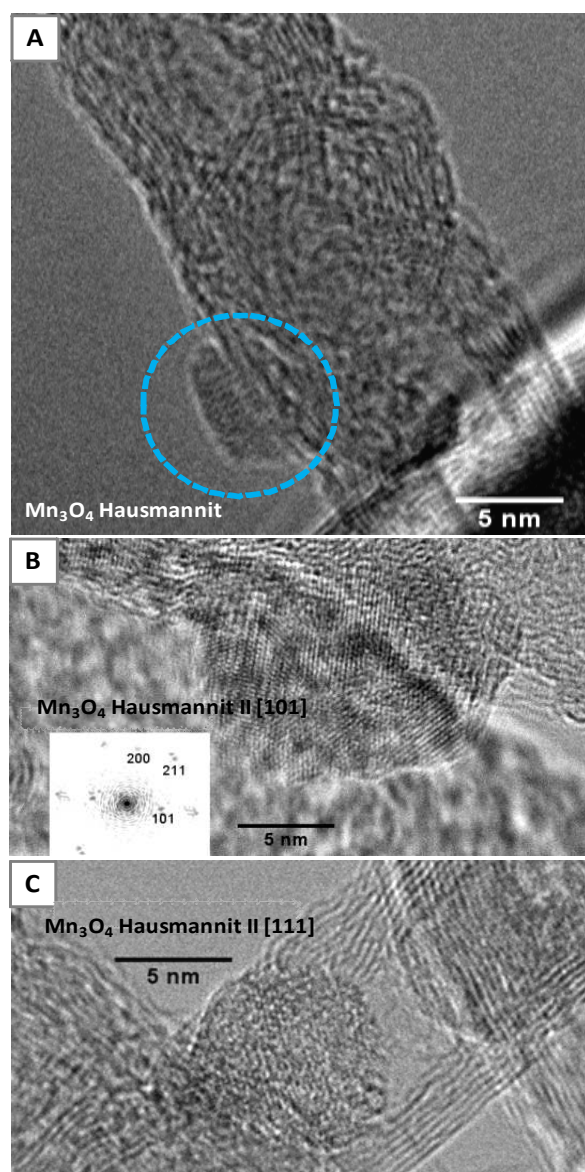 A
Mn₃O₄ Hausmannit
5 nm
B
Mn₃O₄ Hausmannit II [101]
200
211
101
5 nm
C
Mn₃O₄ Hausmannit II [111]
5 nm